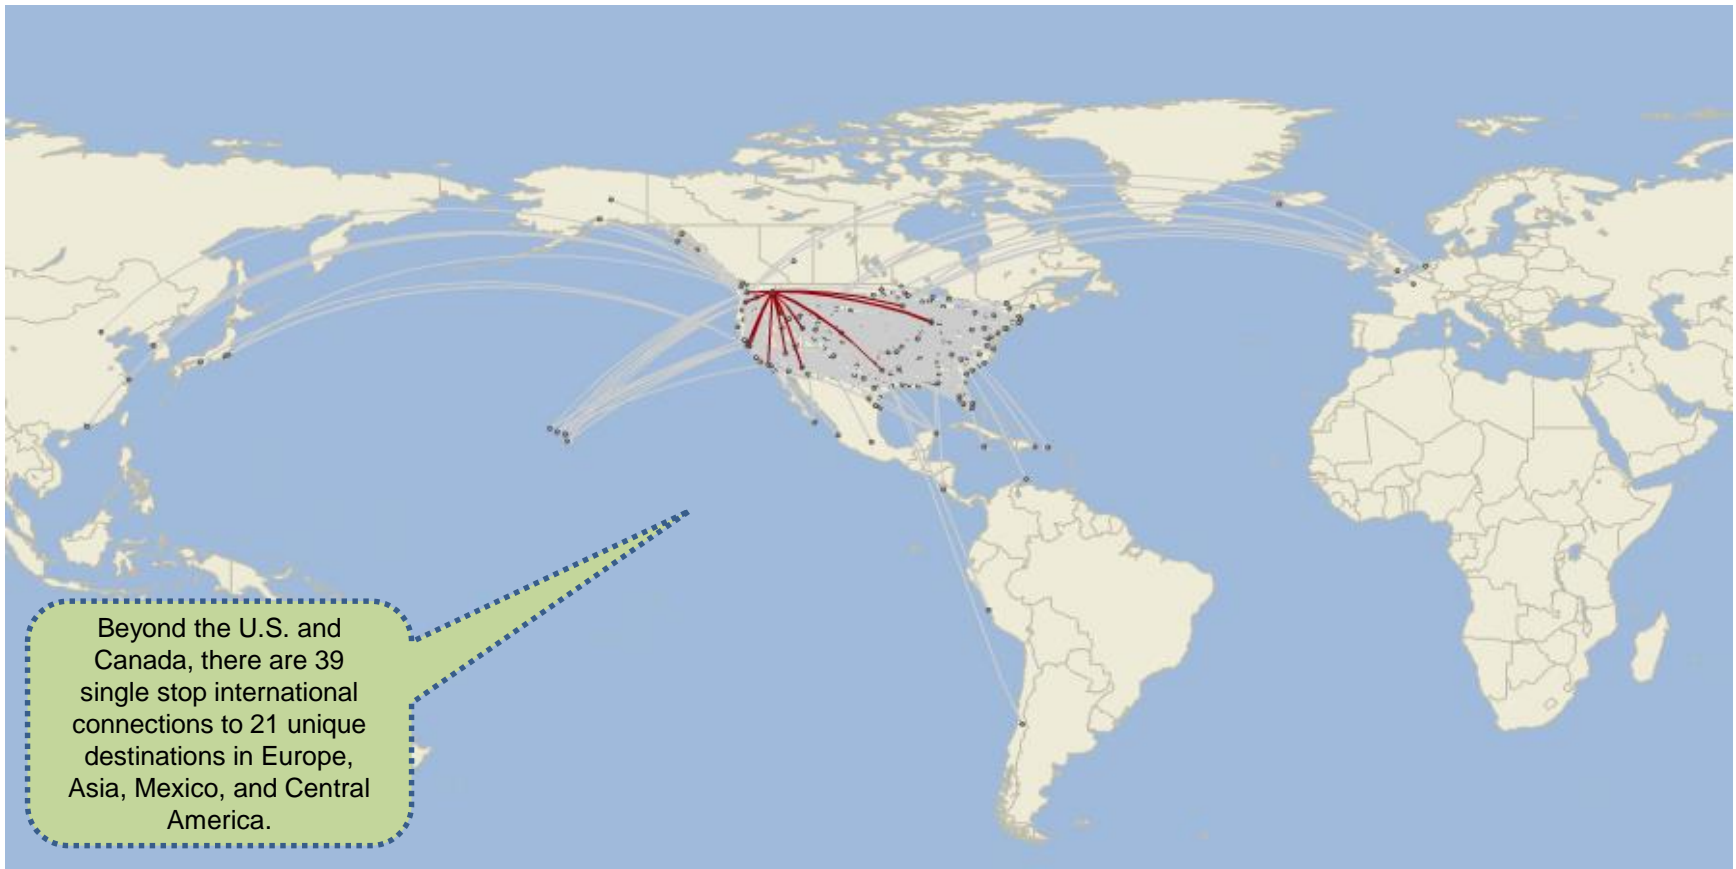 Beyond the U.S. and
Canada, there are 39
single stop international
connections to 21 unique
destinations in Europe,
Asia, Mexico, and Central
America.